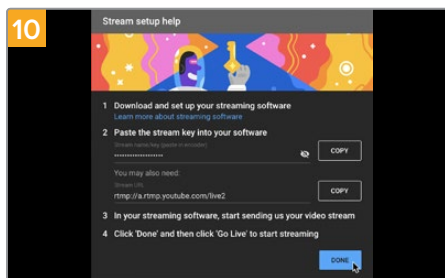 10
Stream setup help
1 Download and set up your streaming software
Learn more about streaming software
2 Paste the stream key into your software
Stream name/key (paste in encoder)
COPY
You may also need:
Stream URL
rtmp://a.rtmp.youtube.com/live2
COPY
3 In your streaming software, start sending us your video stream
4 Click 'Done' and then click 'Go Live' to start streaming
DONE